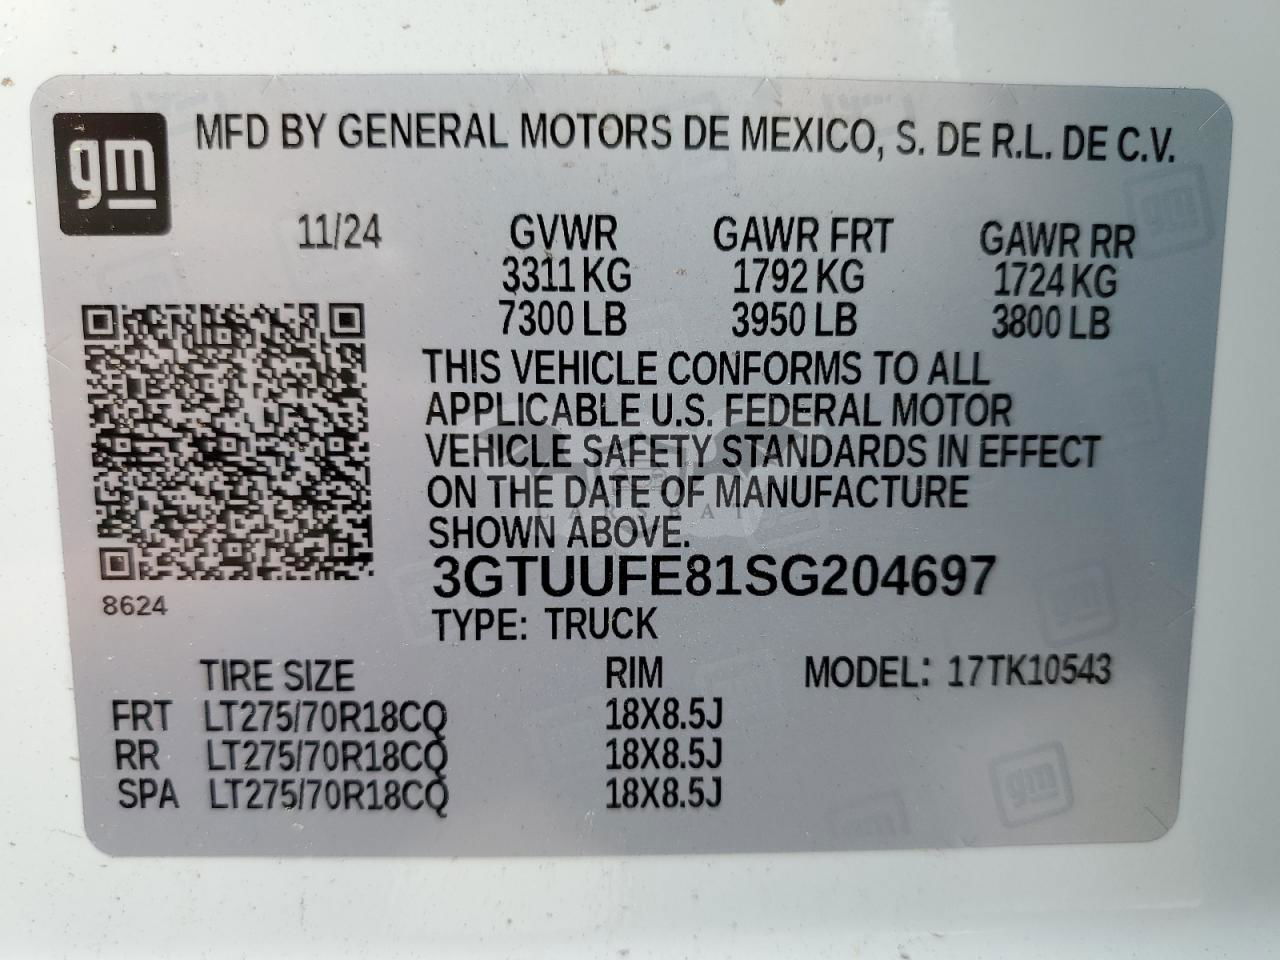 gm
MFD BY GENERAL MOTORS DE MEXICO, S. DE R.L. DE C.V.
11/24
GVWR
3311 KG
7300 LB
GAWR FRT
1792 KG
3950 LB
GAWR RR
1724 KG
3800 LB
THIS VEHICLE CONFORMS TO ALL
APPLICABLE U.S. FEDERAL MOTOR
VEHICLE SAFETY STANDARDS IN EFFECT
ON THE DATE OF MANUFACTURE
SHOWN ABOVE.
3GTUUFE81SG204697
TYPE: TRUCK
8624
TIRE SIZE RIM MODEL: 17TK10543
FRT LT275/70R18CQ 18X8.5J
RR LT275/70R18CQ 18X8.5J
SPA LT275/70R18CQ 18X8.5J